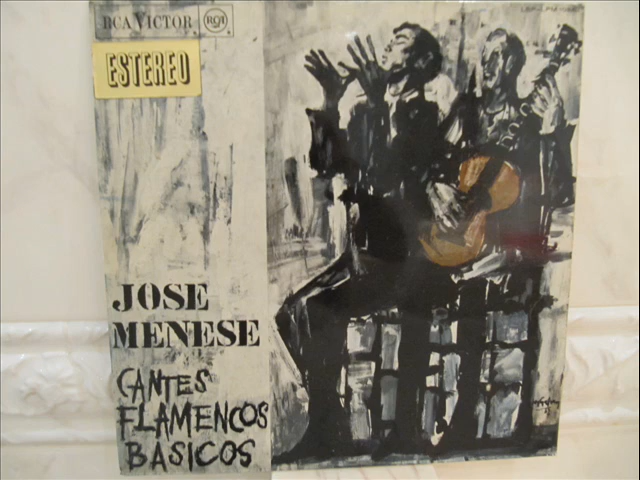 RCA VICTOR RCA
ESTEREO
JOSE
MENESE
CANTES
FLAMENCOS
BASICOS